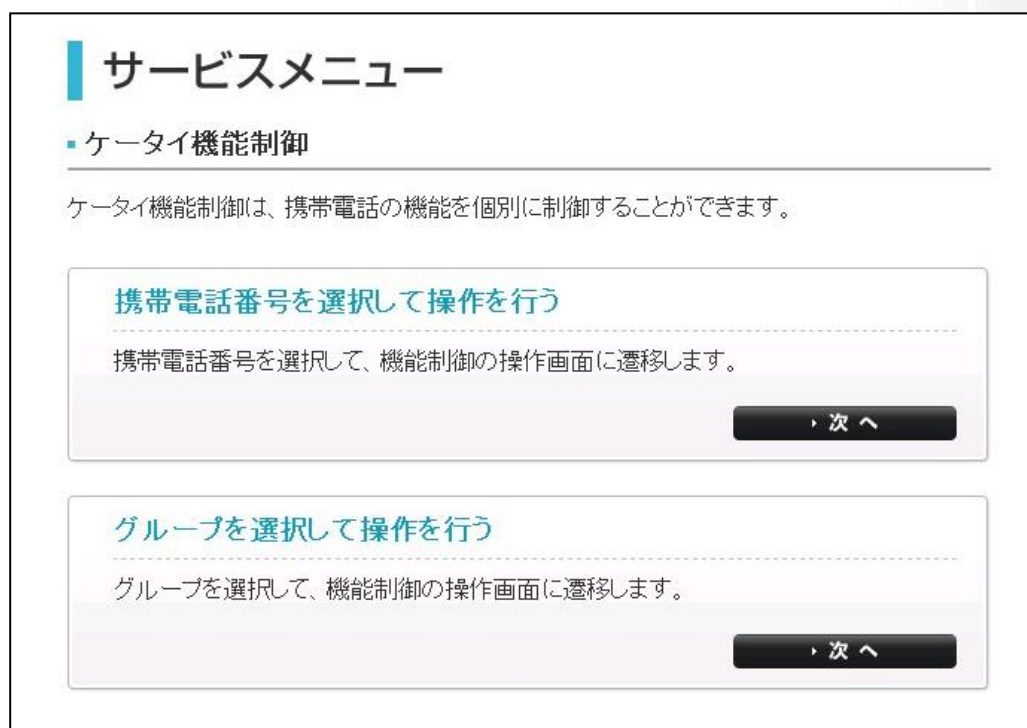 サービスメニュー
ケータイ機能制御
ケータイ機能制御は、携帯電話の機能を個別に制御することができます。
携帯電話番号を選択して操作を行う
携帯電話番号を選択して、機能制御の操作画面に遷移します。
次 へ
グループを選択して操作を行う
グループを選択して、機能制御の操作画面に遷移します。
次 へ